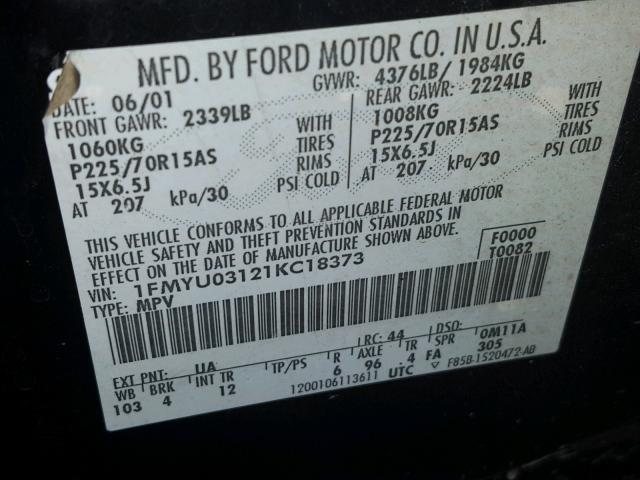 MFD. BY FORD MOTOR CO. IN U.S.A.
DATE: 06/01
GVWR: 4376LB/ 1984KG
FRONT GAWR: 2339LB
REAR GAWR: 2224LB
1060KG WITH
1008KG WITH
P225/70R15AS TIRES
P225/70R15AS TIRES
15X6.5J RIMS
15X6.5J RIMS
AT 207 kPa/30 PSI COLD
AT 207 kPa/30 PSI COLD
THIS VEHICLE CONFORMS TO ALL APPLICABLE FEDERAL MOTOR
VEHICLE SAFETY AND THEFT PREVENTION STANDARDS IN
EFFECT ON THE DATE OF MANUFACTURE SHOWN ABOVE.
VIN: 1FMYU03121KC18373
F0000
T0082
TYPE: MPV
EXT PNT: UA RC: 44 DSO:
WB BRK INT TR TP/PS R AXLE TR SPR 0M11A
103 4 12 6 96 4 FA 305
1200106113611 UTC F85B-1520472-AB